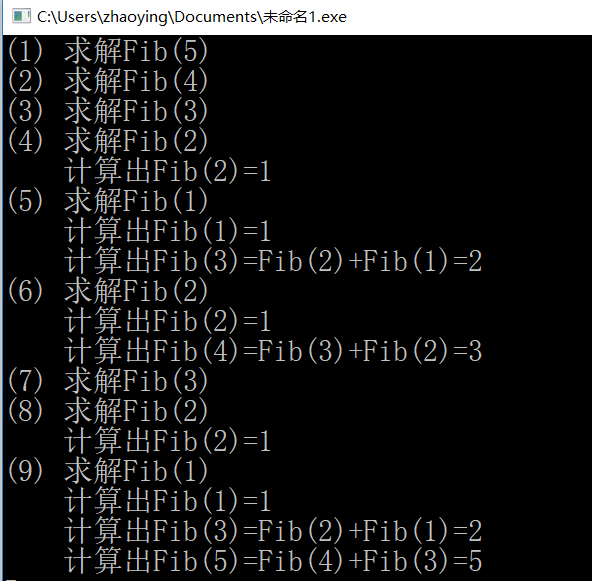 C:\Users\zhaoying\Documents\未命名1.exe
(1) 求解Fib(5)
(2) 求解Fib(4)
(3) 求解Fib(3)
(4) 求解Fib(2)
计算出Fib(2)=1
(5) 求解Fib(1)
计算出Fib(1)=1
计算出Fib(3)=Fib(2)+Fib(1)=2
(6) 求解Fib(2)
计算出Fib(2)=1
计算出Fib(4)=Fib(3)+Fib(2)=3
(7) 求解Fib(3)
(8) 求解Fib(2)
计算出Fib(2)=1
(9) 求解Fib(1)
计算出Fib(1)=1
计算出Fib(3)=Fib(2)+Fib(1)=2
计算出Fib(5)=Fib(4)+Fib(3)=5